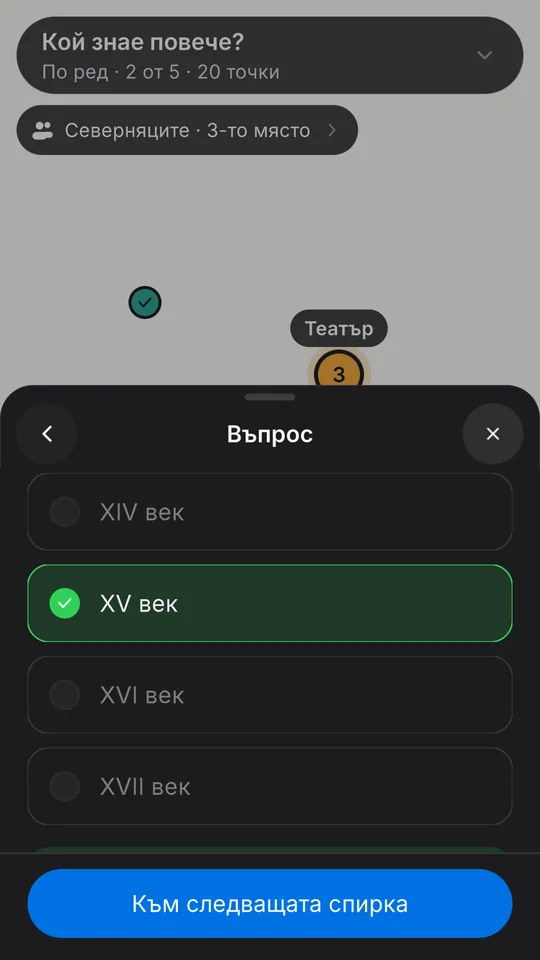 Кой знае повече?
По ред · 2 от 5 · 20 точки
Северняците · 3-то място
Театър
3
Въпрос
XIV век
XV век
XVI век
XVII век
Към следващата спирка